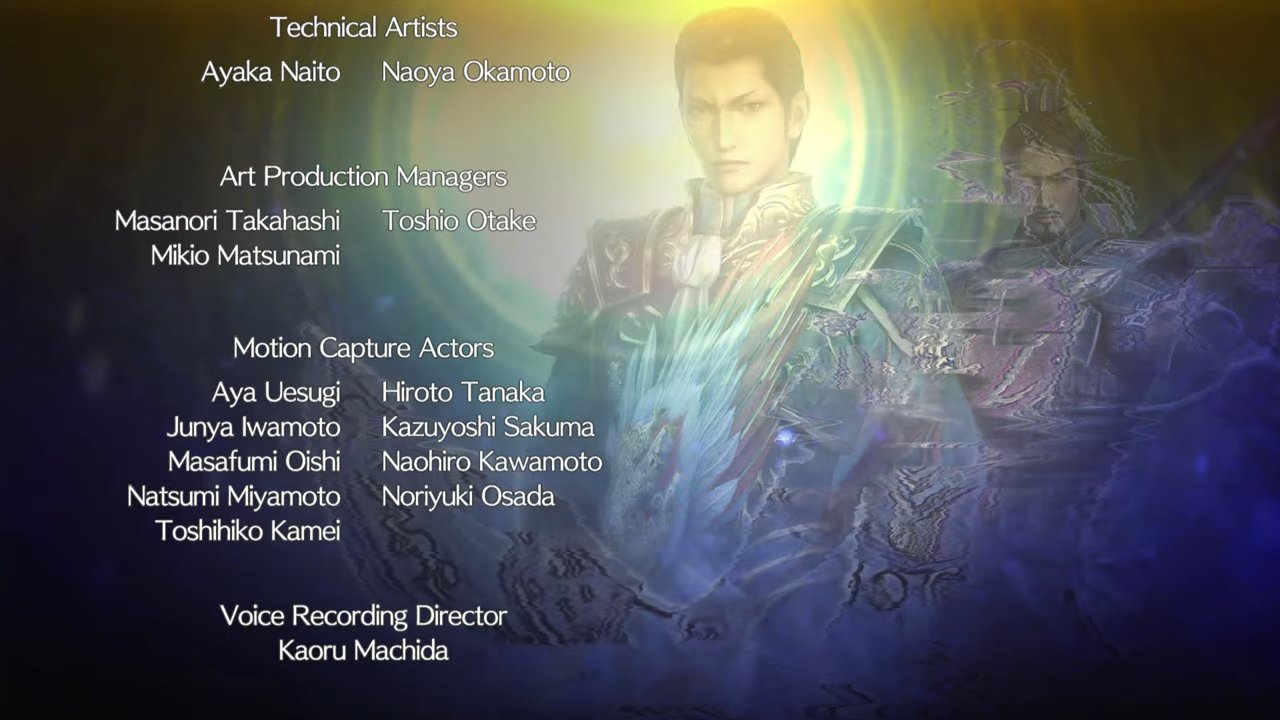 Technical Artists
Ayaka Naito Naoya Okamoto
Art Production Managers
Masanori Takahashi Toshio Otake
Mikio Matsunami
Motion Capture Actors
Aya Uesugi Hiroto Tanaka
Junya Iwamoto Kazuyoshi Sakuma
Masafumi Oishi Naohiro Kawamoto
Natsumi Miyamoto Noriyuki Osada
Toshihiko Kamei
Voice Recording Director
Kaoru Machida